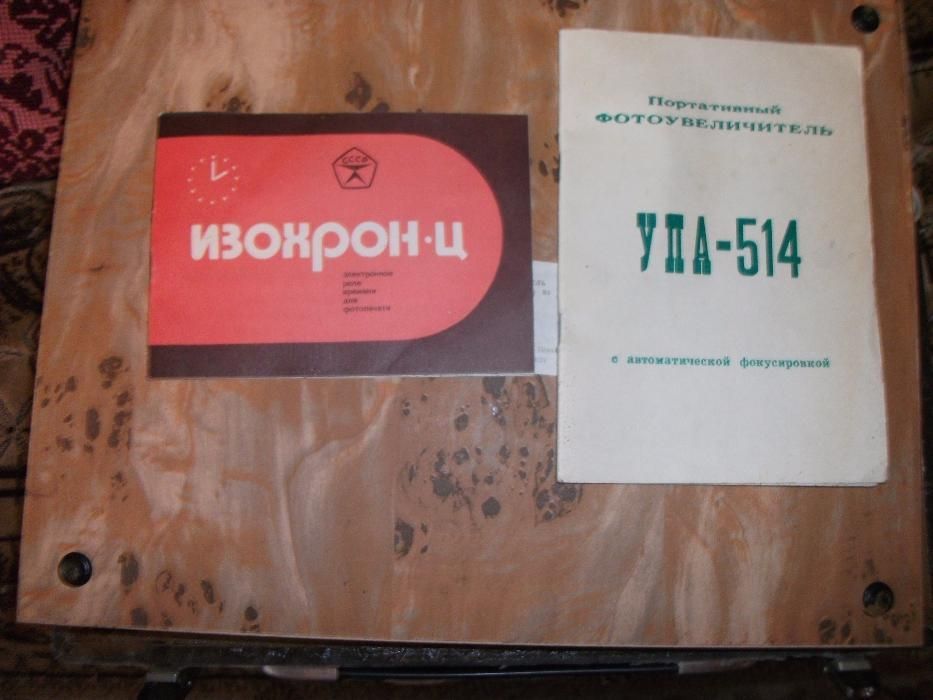 СССР
ИЗОХРОН·Ц
электронное
реле
времени
для
фотопечати
Портативный
ФОТОУВЕЛИЧИТЕЛЬ
УПА-514
с автоматической фокусировкой